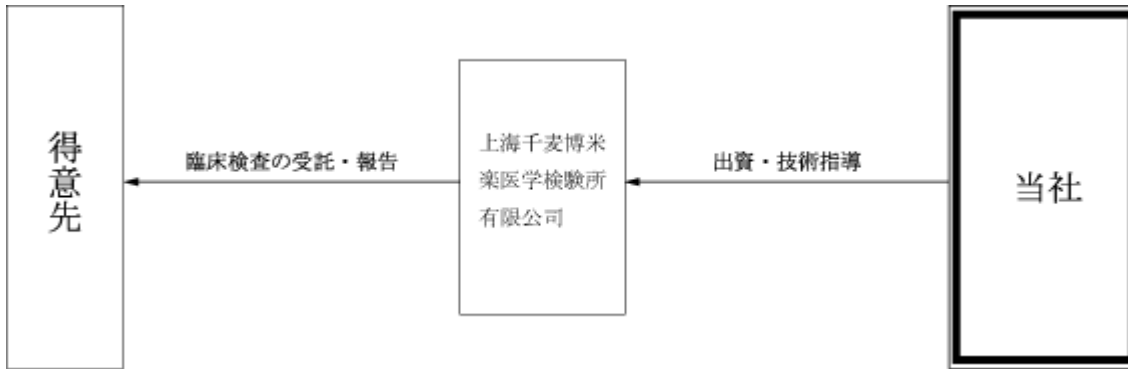 得意先
臨床検査の受託・報告
上海千麦博米
楽医学検験所
有限公司
出資・技術指導
当社